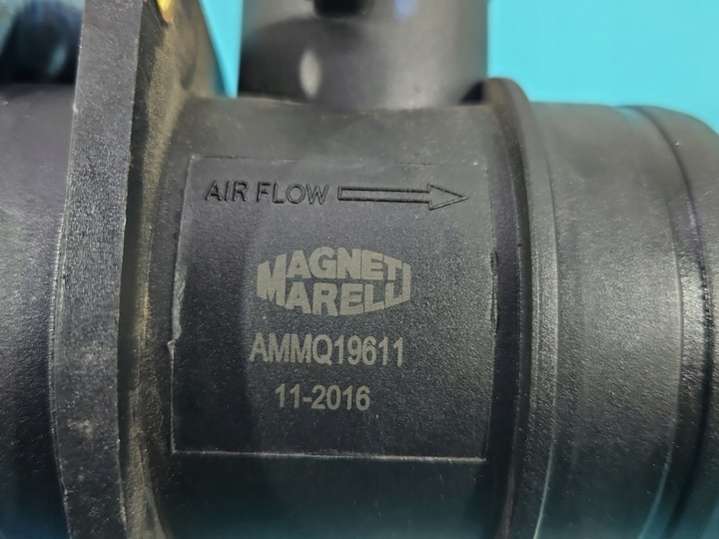 AIR FLOW
MAGNETI
MARELLI
AMMQ19611
11-2016